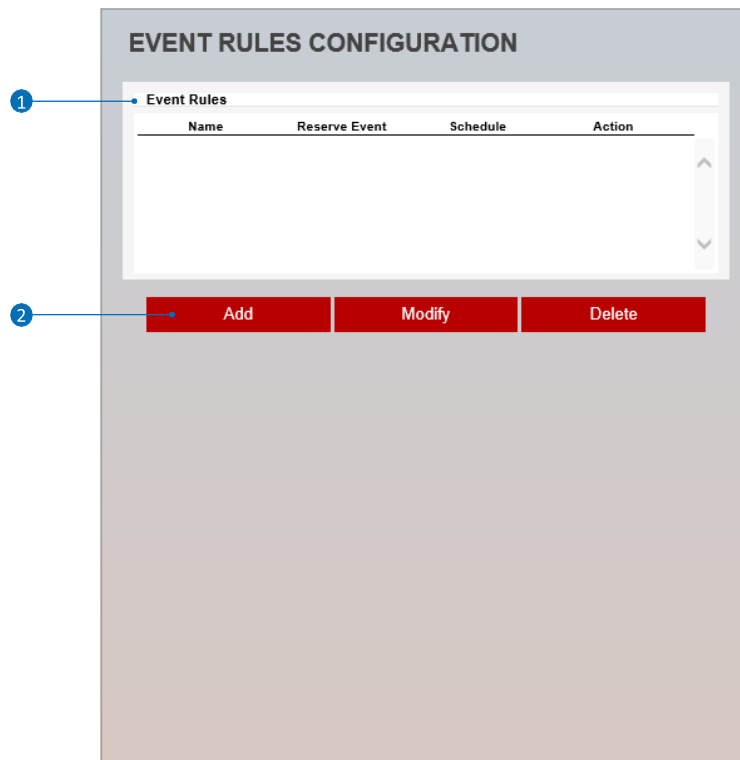 EVENT RULES CONFIGURATION
1
Event Rules
Name Reserve Event Schedule Action
2
Add Modify Delete